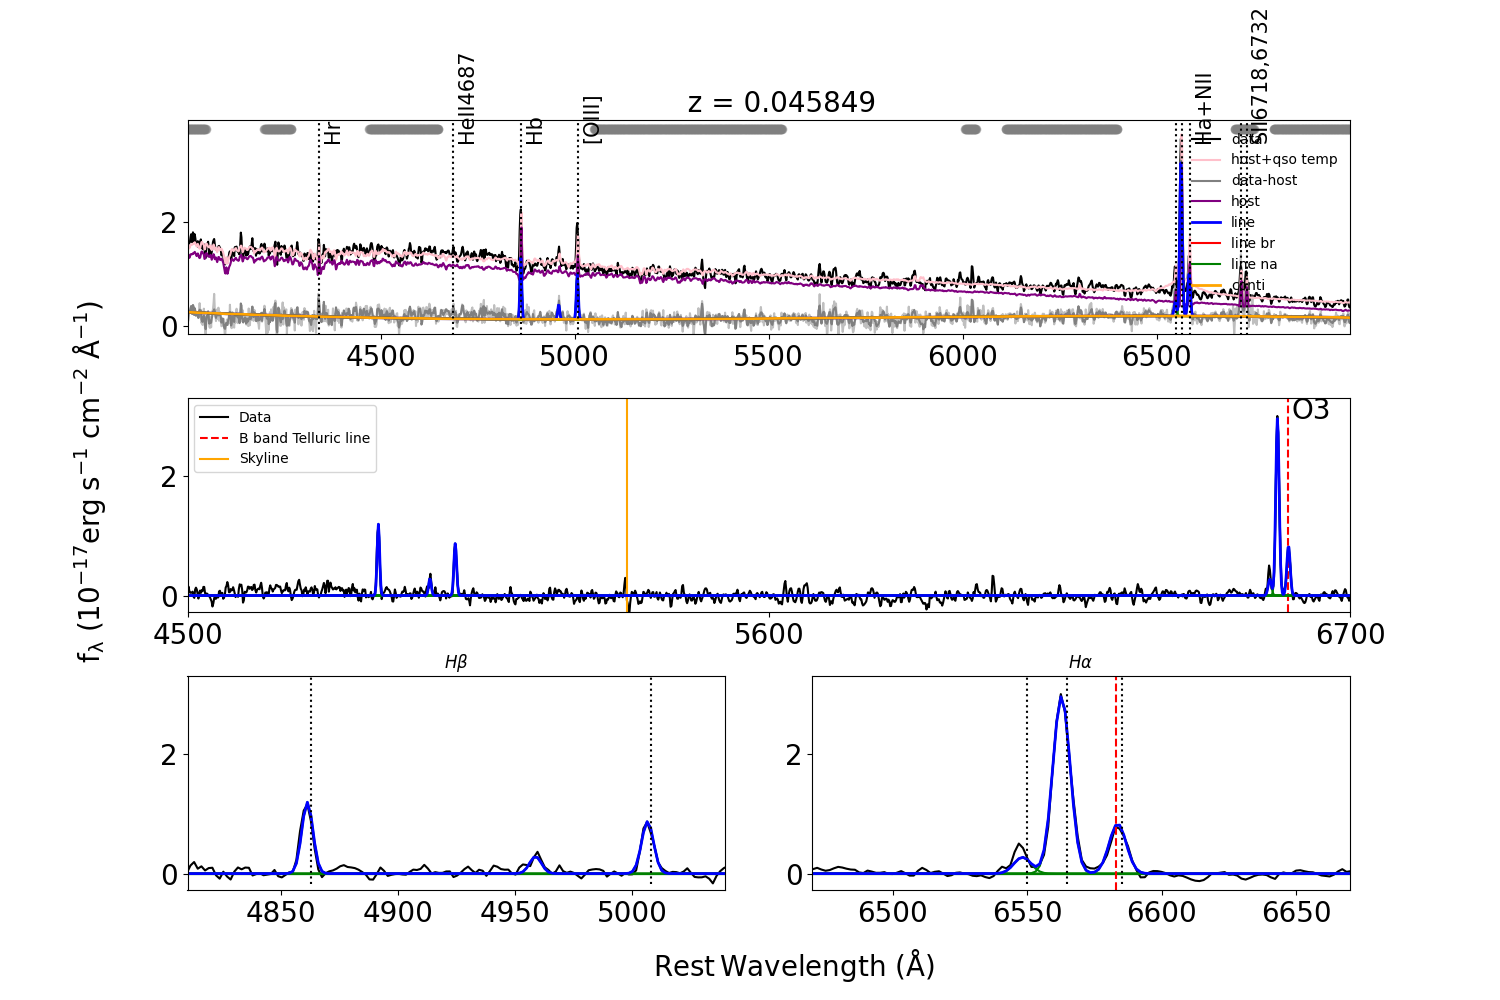 z = 0.045849
Hr
HeII4687
Hb
[OIII]
Ha+NII
SII6718,6732
data
host+qso temp
data-host
host
line
line br
line na
conti
2
0
4500
5000
5500
6000
6500
fλ (10⁻¹⁷erg s⁻¹ cm⁻² Å⁻¹)
Data
B band Telluric line
Skyline
O3
2
0
4500
5600
6700
Hβ
2
0
4850
4900
4950
5000
Hα
2
0
6500
6550
6600
6650
Rest Wavelength (Å)